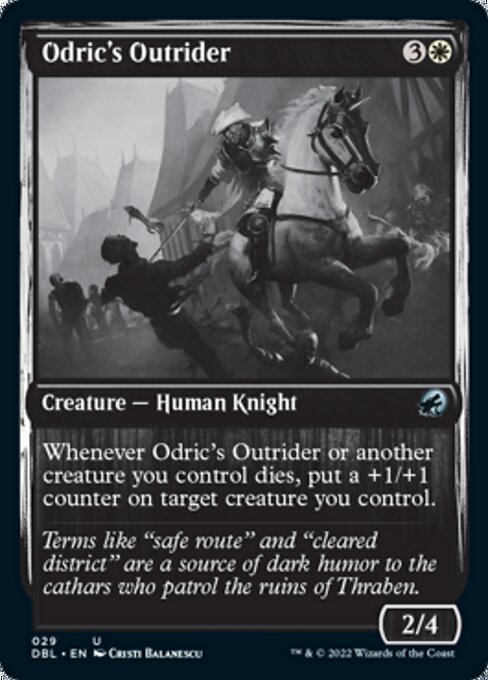 Odric's Outrider 3
Creature — Human Knight
Whenever Odric's Outrider or another
creature you control dies, put a +1/+1
counter on target creature you control.
Terms like “safe route” and “cleared
district” are a source of dark humor to the
cathars who patrol the ruins of Thraben.
2/4
029 U
DBL • EN Cristi Balanescu
™ & © 2022 Wizards of the Coast